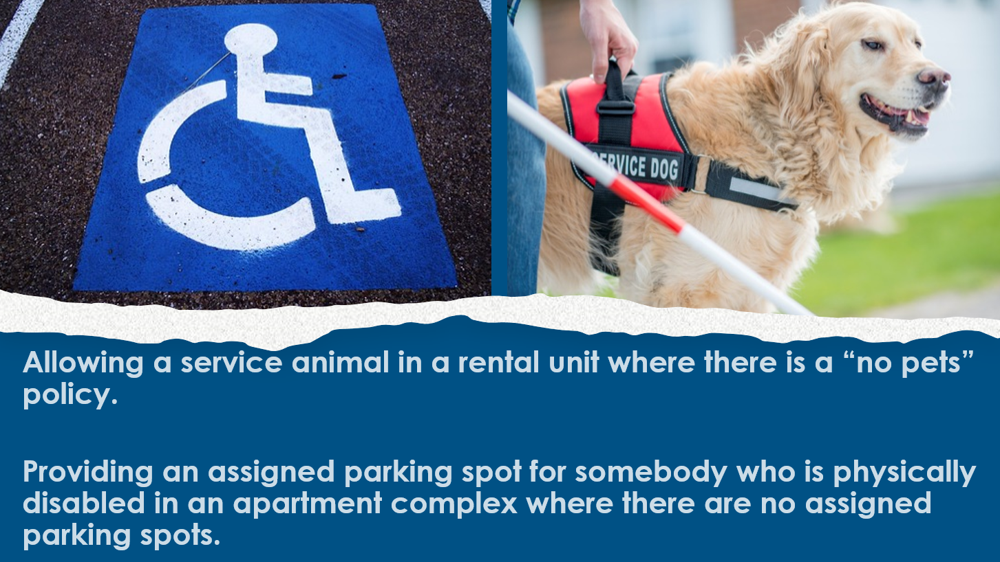 SERVICE DOG
Allowing a service animal in a rental unit where there is a “no pets”
policy.
Providing an assigned parking spot for somebody who is physically
disabled in an apartment complex where there are no assigned
parking spots.